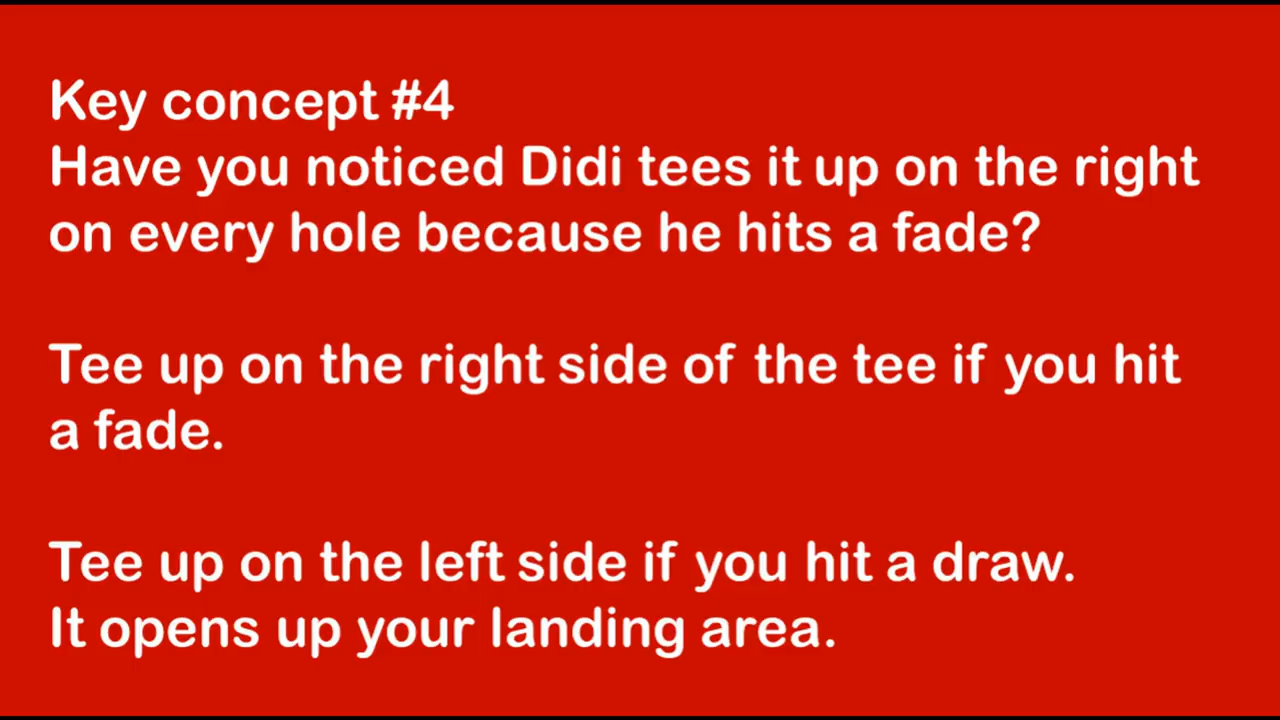 Key concept #4
Have you noticed Didi tees it up on the right
on every hole because he hits a fade?
Tee up on the right side of the tee if you hit
a fade.
Tee up on the left side if you hit a draw.
It opens up your landing area.